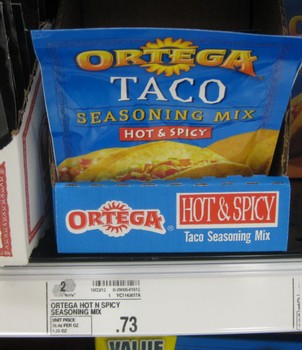 ORTEGA
TACO
SEASONING MIX
HOT & SPICY
ORTEGA® HOT & SPICY
Taco Seasoning Mix
2
ORTEGA HOT N SPICY
SEASONING MIX
UNIT PRICE
.73
VALUE